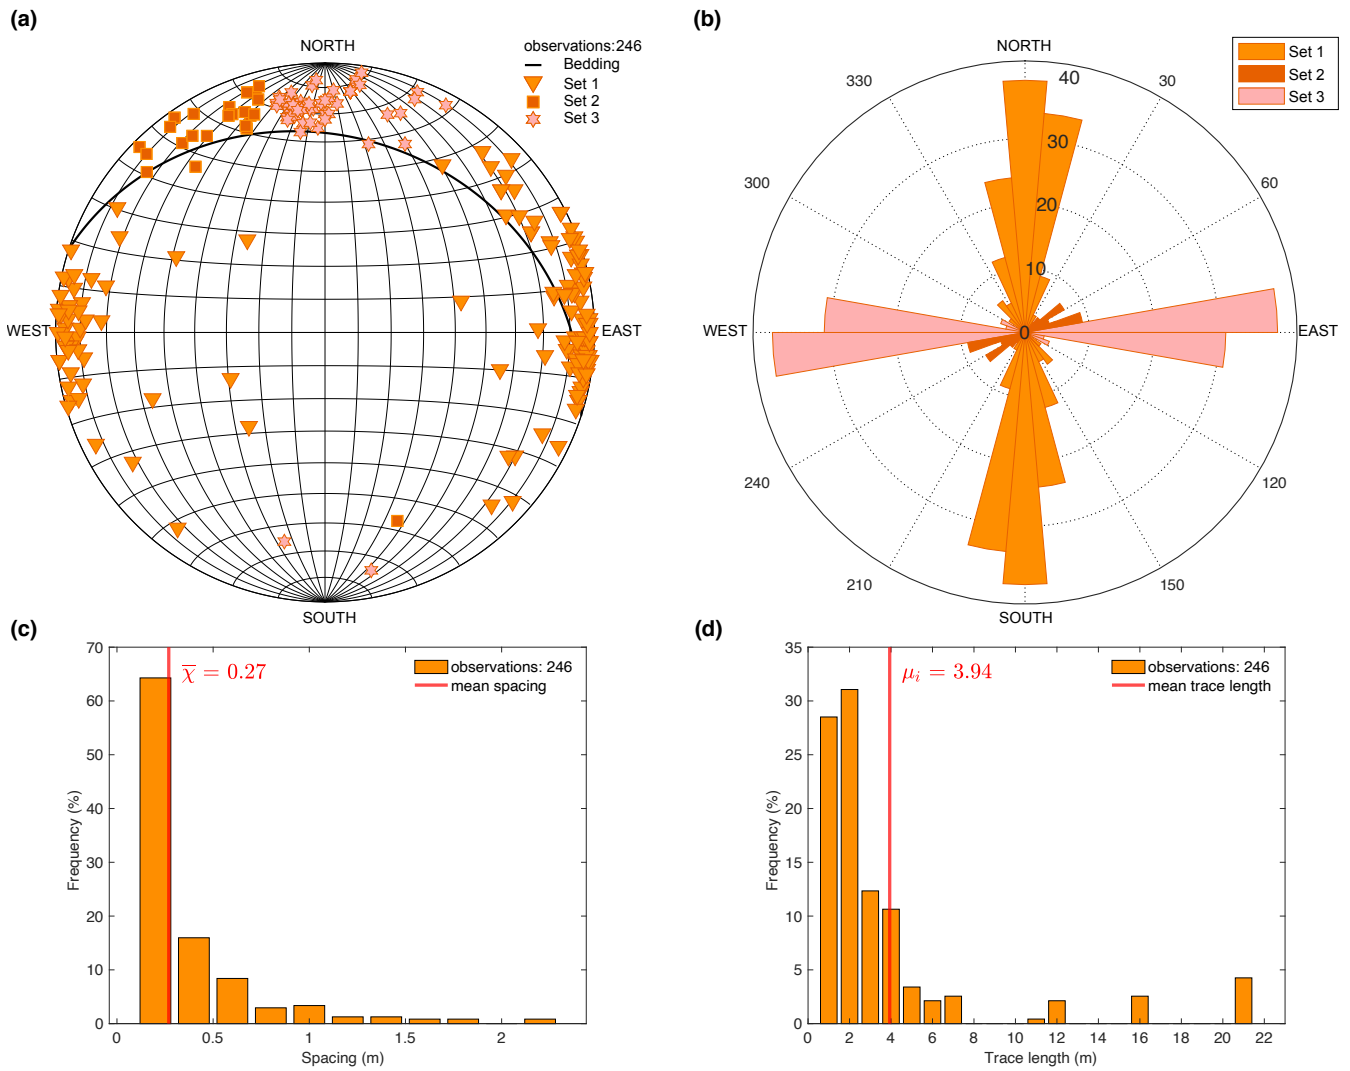 (a)
NORTH
observations:246
Bedding
Set 1
Set 2
Set 3
WEST
EAST
SOUTH
(b)
NORTH
Set 1
Set 2
Set 3
330
40
30
30
300
20
60
10
WEST
0
EAST
240
120
210
150
SOUTH
(c)
70
60
50
40
30
20
10
0
Frequency (%)
χ̅ = 0.27
observations: 246
mean spacing
0
0.5
1
1.5
2
Spacing (m)
(d)
35
30
25
20
15
10
5
0
Frequency (%)
μi = 3.94
observations: 246
mean trace length
0 2 4 6 8 10 12 14 16 18 20 22
Trace length (m)